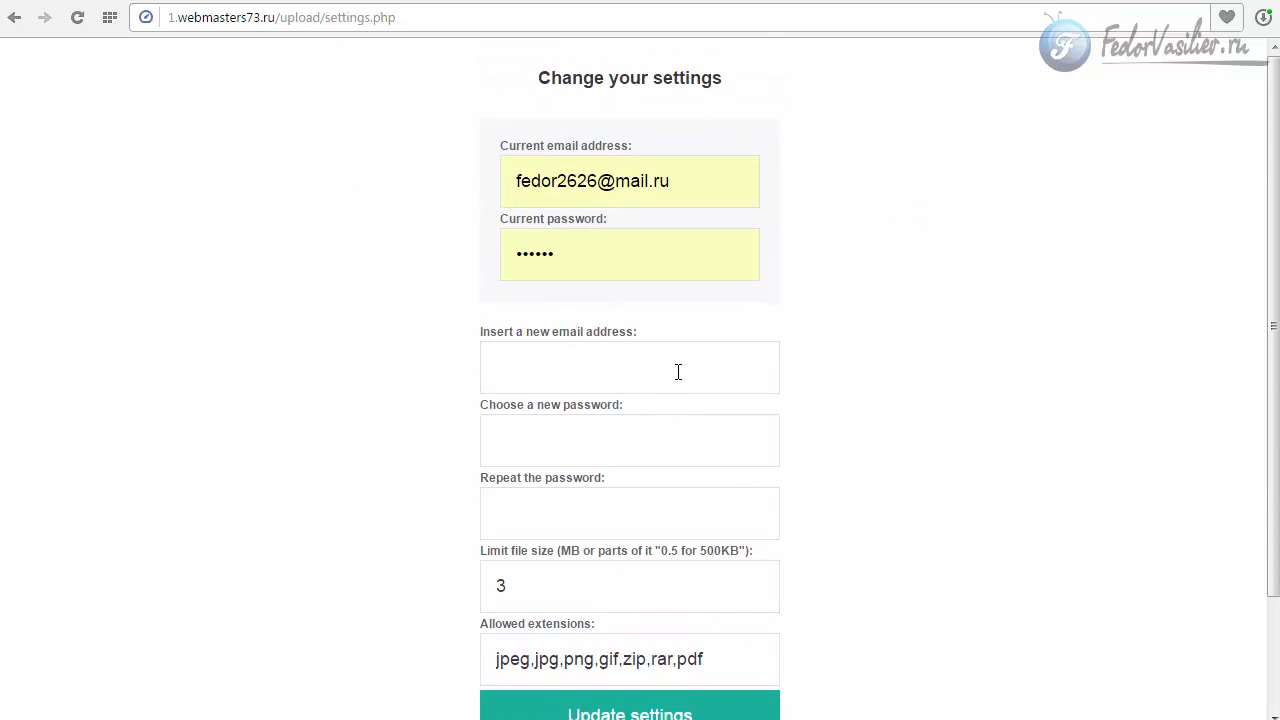 1.webmasters73.ru/upload/settings.php
FedorVasilier.ru
Change your settings
Current email address:
fedor2626@mail.ru
Current password:
••••••
Insert a new email address:
Choose a new password:
Repeat the password:
Limit file size (MB or parts of it "0.5 for 500KB"):
3
Allowed extensions:
jpeg,jpg,png,gif,zip,rar,pdf
Update settings